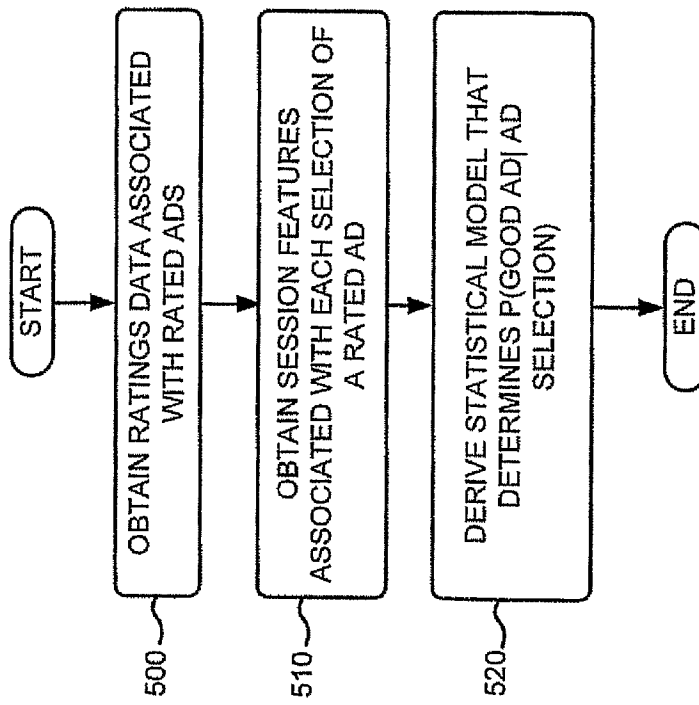 START
500
OBTAIN RATINGS DATA ASSOCIATED
WITH RATED ADS
510
OBTAIN SESSION FEATURES
ASSOCIATED WITH EACH SELECTION OF
A RATED AD
520
DERIVE STATISTICAL MODEL THAT
DETERMINES P(GOOD AD| AD
SELECTION)
END